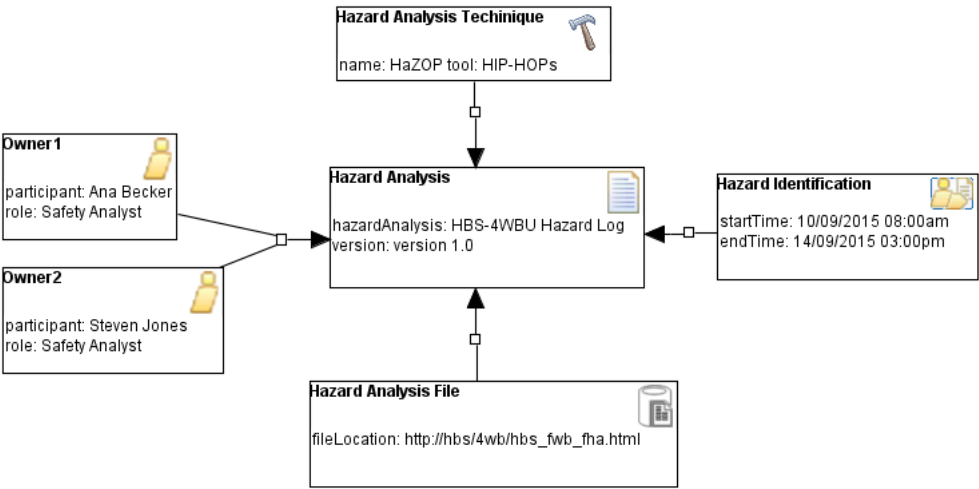 Hazard Analysis Techinique
name: HaZOP tool: HIP-HOPs
Owner1
participant: Ana Becker
role: Safety Analyst
Hazard Analysis
hazardAnalysis: HBS-4WBU Hazard Log
version: version 1.0
Hazard Identification
startTime: 10/09/2015 08:00am
endTime: 14/09/2015 03:00pm
Owner2
participant: Steven Jones
role: Safety Analyst
Hazard Analysis File
fileLocation: http://hbs/4wb/hbs_fwb_fha.html